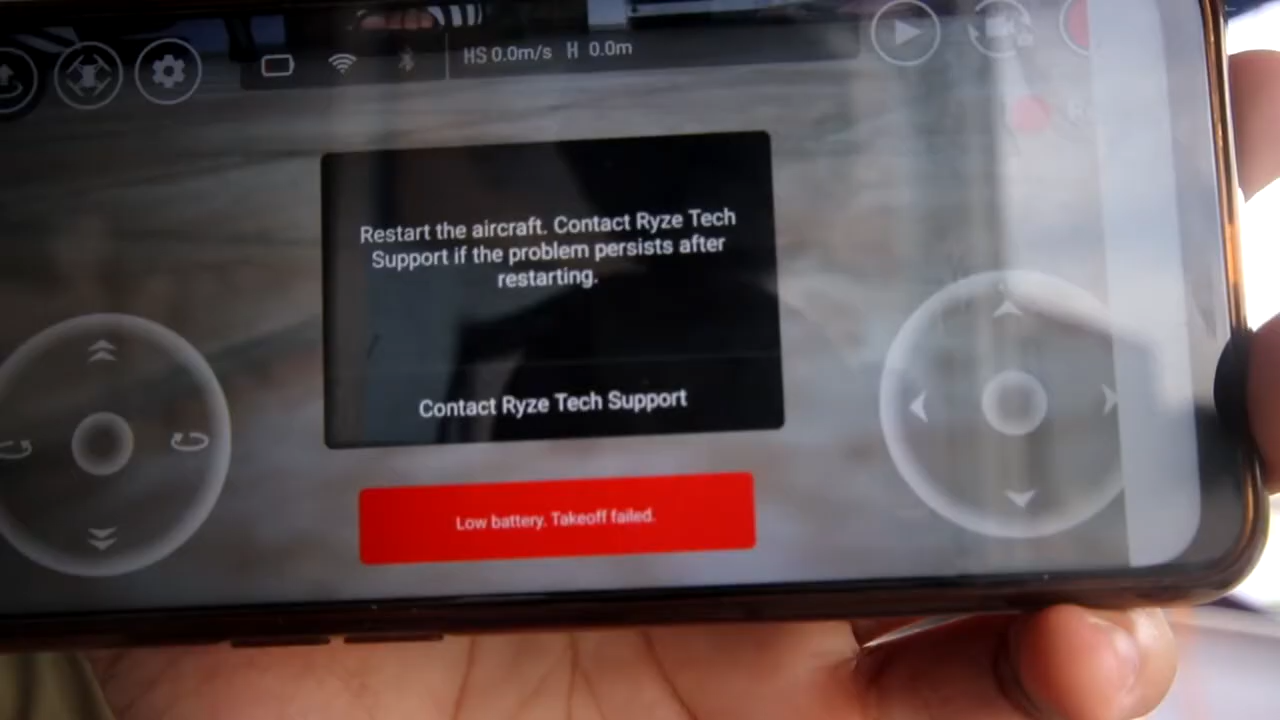 HS 0.0m/s H 0.0m
Restart the aircraft. Contact Ryze Tech
Support if the problem persists after
restarting.
Contact Ryze Tech Support
Low battery. Takeoff failed.